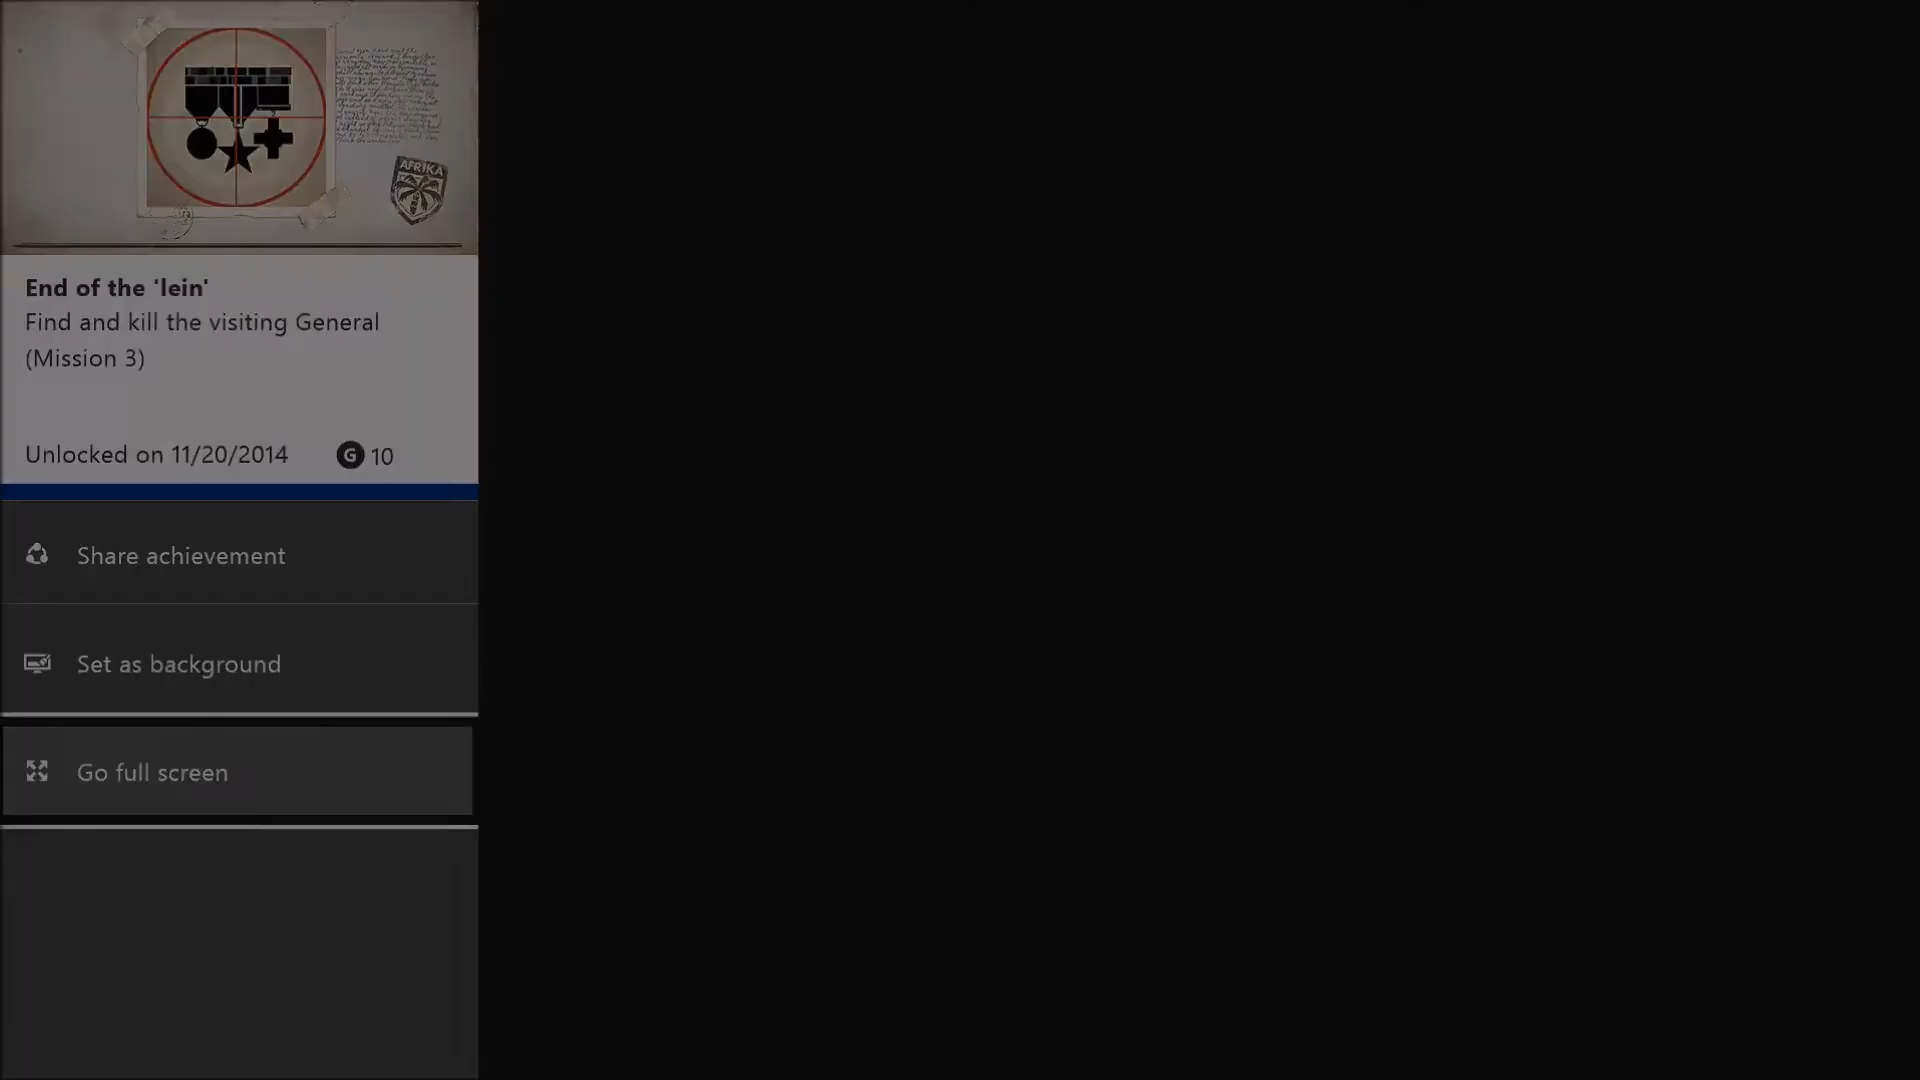 AFRIKA
End of the 'lein'
Find and kill the visiting General
(Mission 3)
Unlocked on 11/20/2014
G 10
Share achievement
Set as background
Go full screen